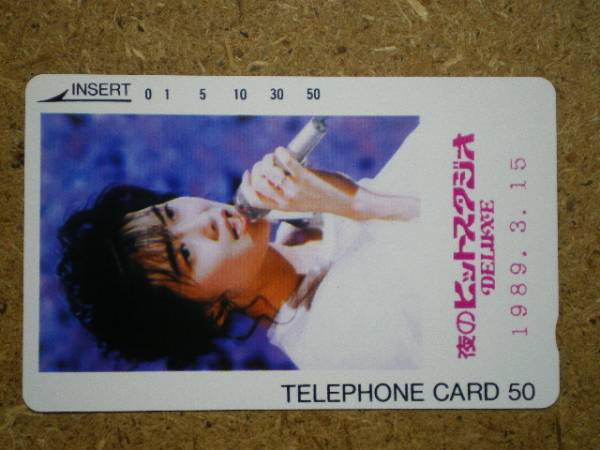 INSERT 0 1 5 10 30 50
夜のヒットスタジオ
DELUXE
1989. 3. 15
TELEPHONE CARD 50